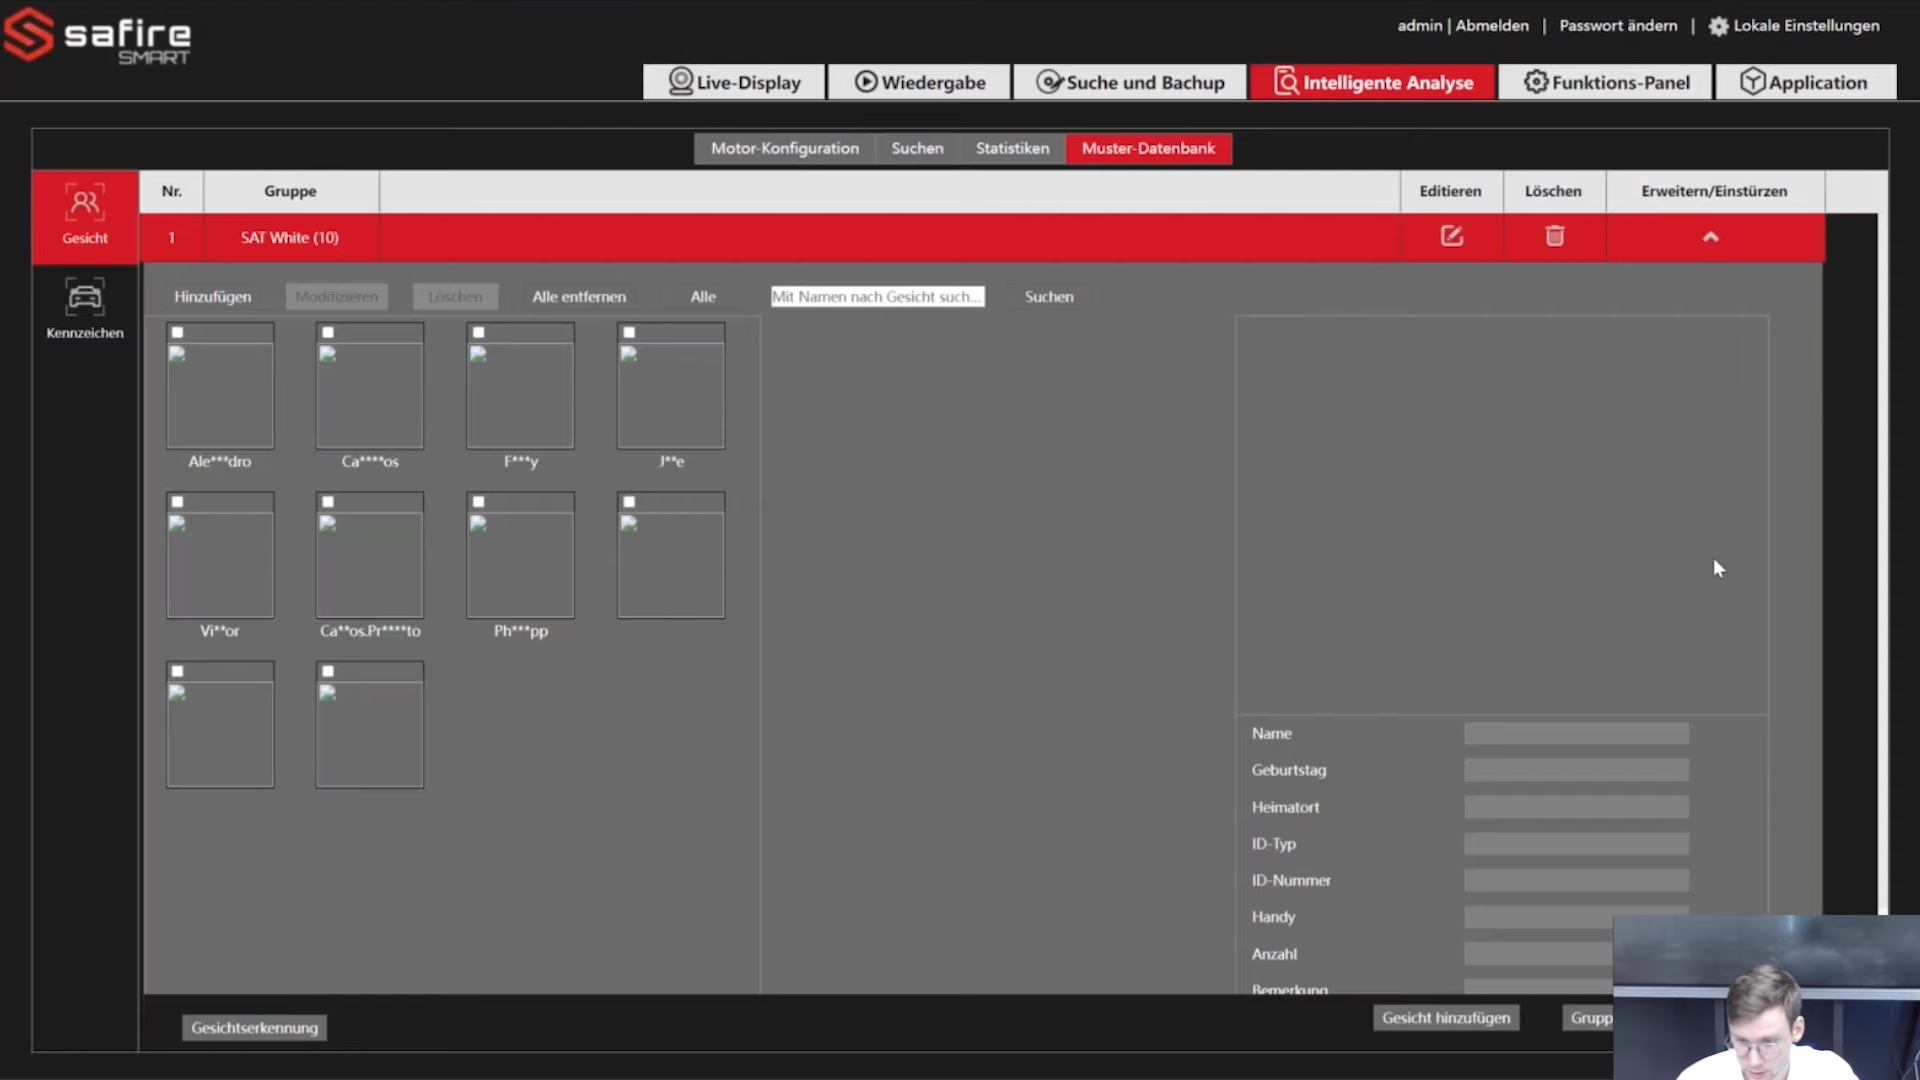 safire
SMART
admin | Abmelden | Passwort ändern | Lokale Einstellungen
Live-Display Wiedergabe Suche und Bachup Intelligente Analyse Funktions-Panel Application
Motor-Konfiguration Suchen Statistiken Muster-Datenbank
Gesicht
Kennzeichen
Nr. Gruppe Editieren Löschen Erweitern/Einstürzen
1 SAT White (10)
Hinzufügen Modifizieren Löschen Alle entfernen Alle Mit Namen nach Gesicht such... Suchen
Ale***dro Ca****os F***y J**e
Vi**or Ca**os.Pr****to Ph***pp
Name
Geburtstag
Heimatort
ID-Typ
ID-Nummer
Handy
Anzahl
Bemerkung
Gesichtserkennung Gesicht hinzufügen Grupp